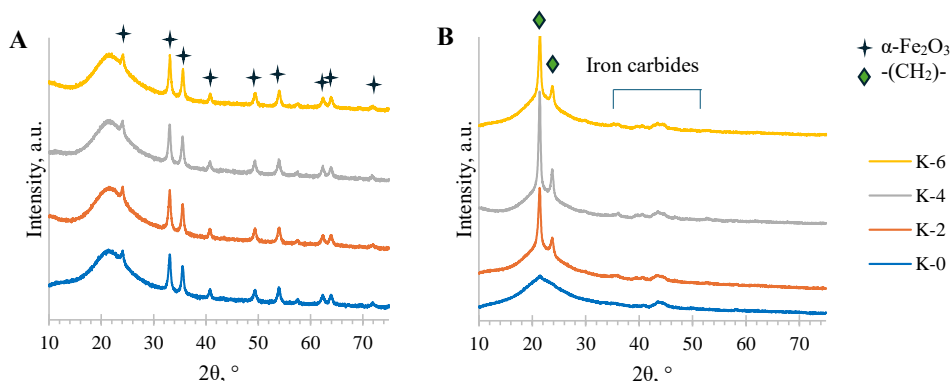 A
Intensity, a.u.
10 20 30 40 50 60 70
2θ, °
B
Iron carbides
Intensity, a.u.
10 20 30 40 50 60 70
2θ, °
α-Fe2O3
-(CH2)-
K-6
K-4
K-2
K-0